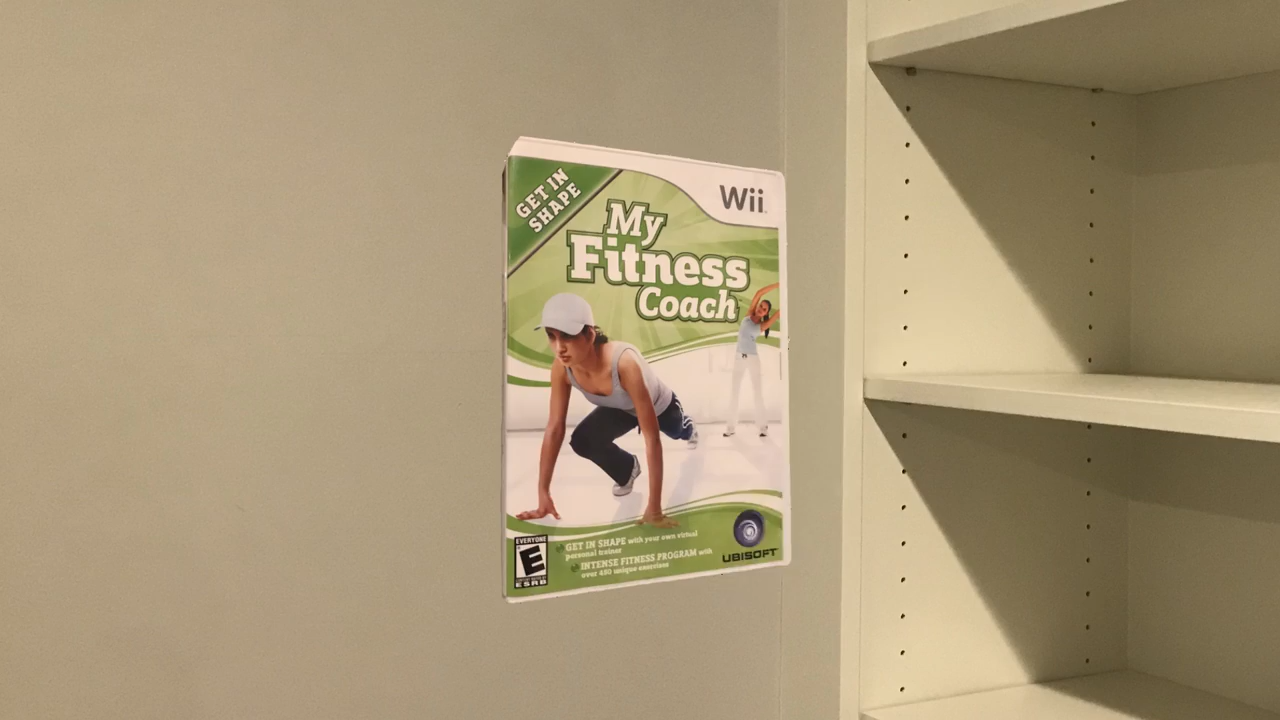 GET IN
SHAPE
Wii
My
Fitness
Coach
GET IN SHAPE with your own virtual
personal trainer
INTENSE FITNESS PROGRAM with
over 450 unique exercises
EVERYONE
E
ESRB
UBISOFT